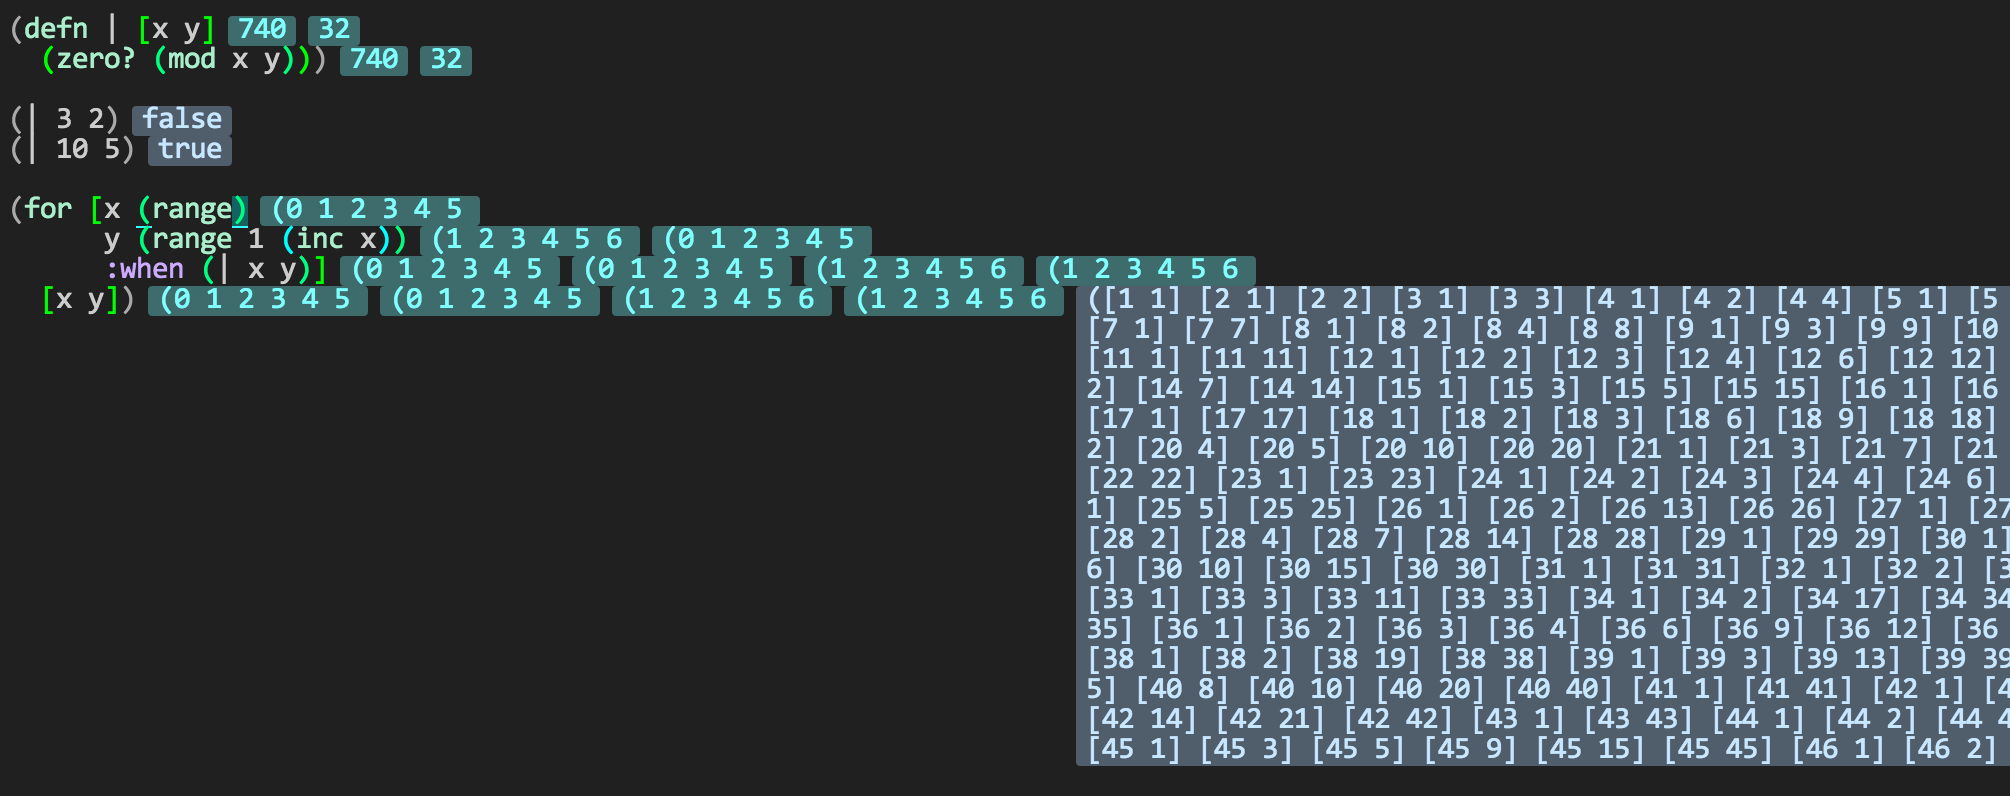 (defn | [x y] 740 32
(zero? (mod x y))) 740 32
(| 3 2) false
(| 10 5) true
(for [x (range) (0 1 2 3 4 5
y (range 1 (inc x)) (1 2 3 4 5 6 (0 1 2 3 4 5
:when (| x y)] (0 1 2 3 4 5 (0 1 2 3 4 5 (1 2 3 4 5 6 (1 2 3 4 5 6
[x y]) (0 1 2 3 4 5 (0 1 2 3 4 5 (1 2 3 4 5 6 (1 2 3 4 5 6 ([1 1] [2 1] [2 2] [3 1] [3 3] [4 1] [4 2] [4 4] [5 1] [5
[7 1] [7 7] [8 1] [8 2] [8 4] [8 8] [9 1] [9 3] [9 9] [10
[11 1] [11 11] [12 1] [12 2] [12 3] [12 4] [12 6] [12 12]
2] [14 7] [14 14] [15 1] [15 3] [15 5] [15 15] [16 1] [16
[17 1] [17 17] [18 1] [18 2] [18 3] [18 6] [18 9] [18 18]
2] [20 4] [20 5] [20 10] [20 20] [21 1] [21 3] [21 7] [21
[22 22] [23 1] [23 23] [24 1] [24 2] [24 3] [24 4] [24 6]
1] [25 5] [25 25] [26 1] [26 2] [26 13] [26 26] [27 1] [27
[28 2] [28 4] [28 7] [28 14] [28 28] [29 1] [29 29] [30 1]
6] [30 10] [30 15] [30 30] [31 1] [31 31] [32 1] [32 2] [3
[33 1] [33 3] [33 11] [33 33] [34 1] [34 2] [34 17] [34 34
35] [36 1] [36 2] [36 3] [36 4] [36 6] [36 9] [36 12] [36
[38 1] [38 2] [38 19] [38 38] [39 1] [39 3] [39 13] [39 39
5] [40 8] [40 10] [40 20] [40 40] [41 1] [41 41] [42 1] [4
[42 14] [42 21] [42 42] [43 1] [43 43] [44 1] [44 2] [44 4
[45 1] [45 3] [45 5] [45 9] [45 15] [45 45] [46 1] [46 2]